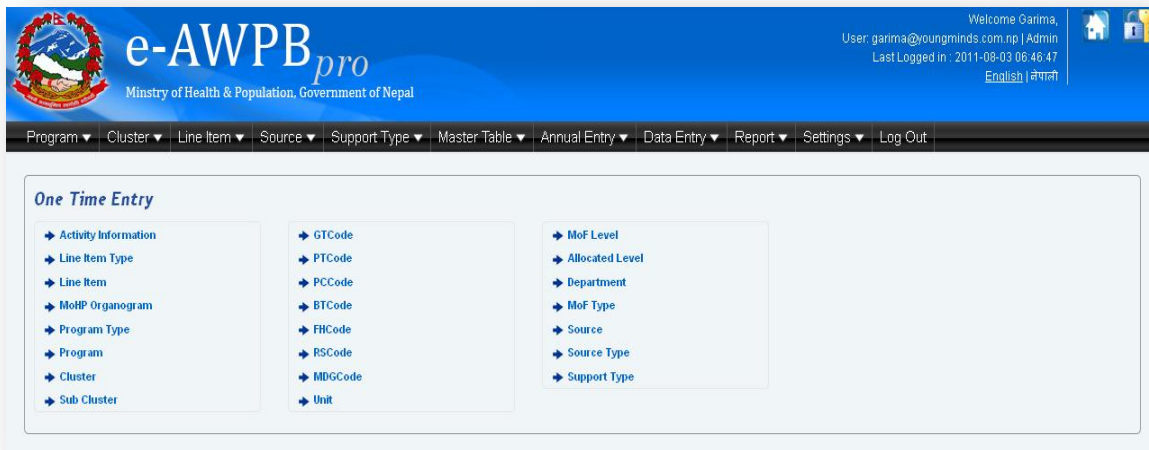 e-AWPB pro
Minstry of Health & Population, Government of Nepal
Welcome Garima,
User: garima@youngminds.com.np | Admin
Last Logged in : 2011-08-03 06:46:47
English | नेपाली
Program ▼ Cluster ▼ Line Item ▼ Source ▼ Support Type ▼ Master Table ▼ Annual Entry ▼ Data Entry ▼ Report ▼ Settings ▼ Log Out
One Time Entry
Activity Information
Line Item Type
Line Item
MoHP Organogram
Program Type
Program
Cluster
Sub Cluster
GTCode
PTCode
PCCode
BTCode
FHCode
RSCode
MDGCode
Unit
MoF Level
Allocated Level
Department
MoF Type
Source
Source Type
Support Type